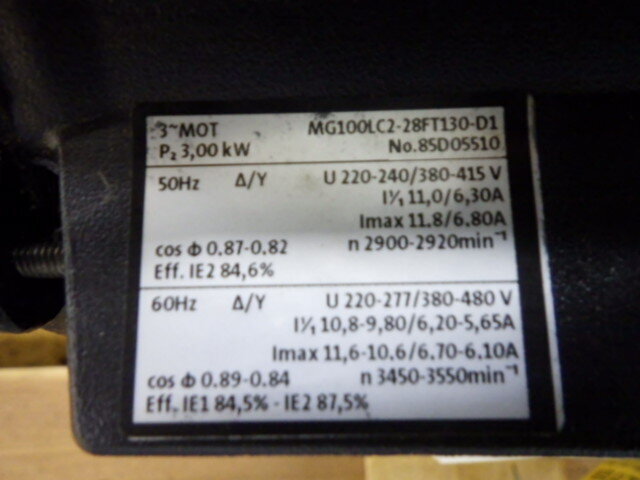 3~MOT MG100LC2-28FT130-D1
P₂ 3,00 kW No.85D05510
50Hz Δ/Y U 220-240/380-415 V
I¹/₁ 11,0/6,30A
Imax 11.8/6.80A
cos Φ 0.87-0.82 n 2900-2920min⁻¹
Eff. IE2 84,6%
60Hz Δ/Y U 220-277/380-480 V
I¹/₁ 10,8-9,80/6,20-5,65A
Imax 11,6-10.6/6.70-6.10A
cos Φ 0.89-0.84 n 3450-3550min⁻¹
Eff. IE1 84,5% - IE2 87,5%